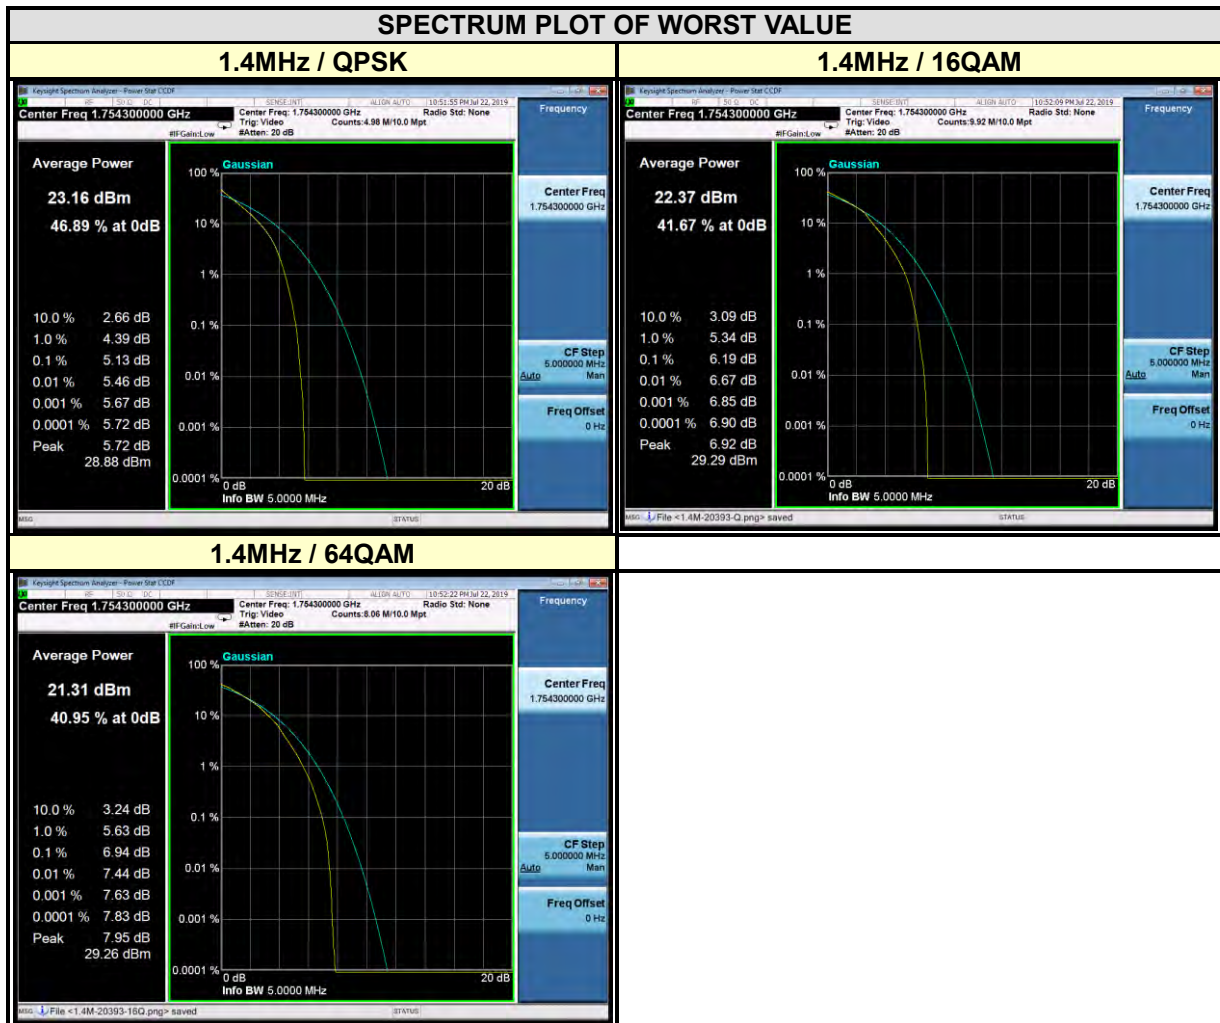 SPECTRUM PLOT OF WORST VALUE
1.4MHz / QPSK
1.4MHz / 16QAM
Keysight Spectrum Analyzer - Power Stat CCDF
RF 50 Ω DC SENSE:INT ALIGN AUTO 10:51:55 PM Jul 22, 2019
Center Freq 1.754300000 GHz
Center Freq: 1.754300000 GHz Radio Std: None
Trig: Video Counts:4.98 M/10.0 Mpt
#IFGain:Low #Atten: 20 dB
Frequency
Average Power
23.16 dBm
46.89 % at 0dB
10.0 % 2.66 dB
1.0 % 4.39 dB
0.1 % 5.13 dB
0.01 % 5.46 dB
0.001 % 5.67 dB
0.0001 % 5.72 dB
Peak 5.72 dB
28.88 dBm
Gaussian
100 %
10 %
1 %
0.1 %
0.01 %
0.001 %
0.0001 %
0 dB 20 dB
Info BW 5.0000 MHz
Center Freq
1.754300000 GHz
CF Step
5.000000 MHz
Auto Man
Freq Offset
0 Hz
MSG STATUS
Keysight Spectrum Analyzer - Power Stat CCDF
RF 50 Ω DC SENSE:INT ALIGN AUTO 10:52:09 PM Jul 22, 2019
Center Freq 1.754300000 GHz
Center Freq: 1.754300000 GHz Radio Std: None
Trig: Video Counts:9.92 M/10.0 Mpt
#IFGain:Low #Atten: 20 dB
Frequency
Average Power
22.37 dBm
41.67 % at 0dB
10.0 % 3.09 dB
1.0 % 5.34 dB
0.1 % 6.19 dB
0.01 % 6.67 dB
0.001 % 6.85 dB
0.0001 % 6.90 dB
Peak 6.92 dB
29.29 dBm
Gaussian
100 %
10 %
1 %
0.1 %
0.01 %
0.001 %
0.0001 %
0 dB 20 dB
Info BW 5.0000 MHz
Center Freq
1.754300000 GHz
CF Step
5.000000 MHz
Auto Man
Freq Offset
0 Hz
MSG File <1.4M-20393-Q.png> saved STATUS
1.4MHz / 64QAM
Keysight Spectrum Analyzer - Power Stat CCDF
RF 50 Ω DC SENSE:INT ALIGN AUTO 10:52:22 PM Jul 22, 2019
Center Freq 1.754300000 GHz
Center Freq: 1.754300000 GHz Radio Std: None
Trig: Video Counts:8.06 M/10.0 Mpt
#IFGain:Low #Atten: 20 dB
Frequency
Average Power
21.31 dBm
40.95 % at 0dB
10.0 % 3.24 dB
1.0 % 5.63 dB
0.1 % 6.94 dB
0.01 % 7.44 dB
0.001 % 7.63 dB
0.0001 % 7.83 dB
Peak 7.95 dB
29.26 dBm
Gaussian
100 %
10 %
1 %
0.1 %
0.01 %
0.001 %
0.0001 %
0 dB 20 dB
Info BW 5.0000 MHz
Center Freq
1.754300000 GHz
CF Step
5.000000 MHz
Auto Man
Freq Offset
0 Hz
MSG File <1.4M-20393-16Q.png> saved STATUS